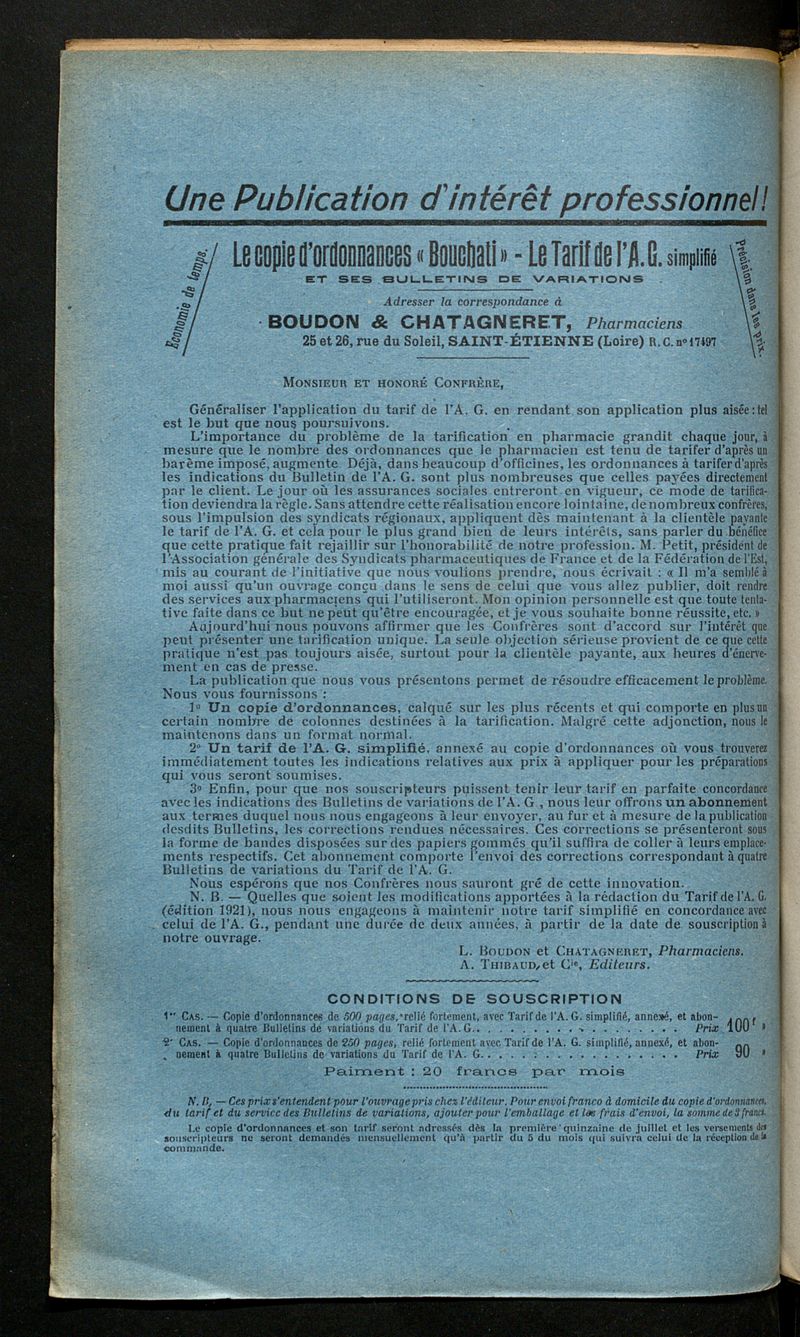 Une Publication d'intérêt professionnel!
Economie de temps.
Le copie d'ordonnances « Bouchati » - Le Tarif de l'A.G. simplifié
Précision dans les prix.
ET SES BULLETINS DE VARIATIONS
Adresser la correspondance à
BOUDON & CHATAGNERET, Pharmaciens
25 et 26, rue du Soleil, SAINT-ÉTIENNE (Loire) R.C. n° 17497
MONSIEUR ET HONORÉ CONFRÈRE,
Généraliser l'application du tarif de l'A. G. en rendant son application plus aisée : tel
est le but que nous poursuivons.
L'importance du problème de la tarification en pharmacie grandit chaque jour, à
mesure que le nombre des ordonnances que le pharmacien est tenu de tarifer d'après un
barème imposé, augmente. Déjà, dans beaucoup d'officines, les ordonnances à tarifer d'après
les indications du Bulletin de l'A. G. sont plus nombreuses que celles payées directement
par le client. Le jour où les assurances sociales entreront en vigueur, ce mode de tarifica-
tion deviendra la règle. Sans attendre cette réalisation encore lointaine, de nombreux confrères,
sous l'impulsion des syndicats régionaux, appliquent dès maintenant à la clientèle payante
le tarif de l'A. G. et cela pour le plus grand bien de leurs intérêts, sans parler du bénéfice
que cette pratique fait rejaillir sur l'honorabilité de notre profession. M. Petit, président de
l'Association générale des Syndicats pharmaceutiques de France et de la Fédération de l'Est,
mis au courant de l'initiative que nous voulions prendre, nous écrivait : « Il m'a semblé à
moi aussi qu'un ouvrage conçu dans le sens de celui que vous allez publier, doit rendre
des services aux pharmaciens qui l'utiliseront. Mon opinion personnelle est que toute tenta-
tive faite dans ce but ne peut qu'être encouragée, et je vous souhaite bonne réussite, etc. »
Aujourd'hui nous pouvons affirmer que les Confrères sont d'accord sur l'intérêt que
peut présenter une tarification unique. La seule objection sérieuse provient de ce que cette
pratique n'est pas toujours aisée, surtout pour la clientèle payante, aux heures d'énerve-
ment en cas de presse.
La publication que nous vous présentons permet de résoudre efficacement le problème.
Nous vous fournissons :
1° Un copie d'ordonnances, calqué sur les plus récents et qui comporte en plus un
certain nombre de colonnes destinées à la tarification. Malgré cette adjonction, nous le
maintenons dans un format normal.
2° Un tarif de l'A. G. simplifié, annexé au copie d'ordonnances où vous trouverez
immédiatement toutes les indications relatives aux prix à appliquer pour les préparations
qui vous seront soumises.
3° Enfin, pour que nos souscripteurs puissent tenir leur tarif en parfaite concordance
avec les indications des Bulletins de variations de l'A. G , nous leur offrons un abonnement
aux termes duquel nous nous engageons à leur envoyer, au fur et à mesure de la publication
desdits Bulletins, les corrections rendues nécessaires. Ces corrections se présenteront sous
la forme de bandes disposées sur des papiers gommés qu'il suffira de coller à leurs emplace-
ments respectifs. Cet abonnement comporte l'envoi des corrections correspondant à quatre
Bulletins de variations du Tarif de l'A. G.
Nous espérons que nos Confrères nous sauront gré de cette innovation.
N. B. — Quelles que soient les modifications apportées à la rédaction du Tarif de l'A. G.
(édition 1921), nous nous engageons à maintenir notre tarif simplifié en concordance avec
celui de l'A. G., pendant une durée de deux années, à partir de la date de souscription à
notre ouvrage.
L. BOUDON et CHATAGNERET, Pharmaciens.
A. THIBAUD, et Cie, Editeurs.
CONDITIONS DE SOUSCRIPTION
1er CAS. — Copie d'ordonnances de 500 pages, relié fortement, avec Tarif de l'A. G. simplifié, annexé, et abon-
nement à quatre Bulletins de variations du Tarif de l'A. G. . . . . . . . . . . . . . . . . . . Prix 100 f »
2e CAS. — Copie d'ordonnances de 250 pages, relié fortement avec Tarif de l'A. G. simplifié, annexé, et abon-
nement à quatre Bulletins de variations du Tarif de l'A. G. . . . . . . . . . . . . . . . . . . Prix 90 »
Paiment : 20 francs par mois
N. B. — Ces prix s'entendent pour l'ouvrage pris chez l'éditeur. Pour envoi franco à domicile du copie d'ordonnances,
du tarif et du service des Bulletins de variations, ajouter pour l'emballage et les frais d'envoi, la somme de 3 francs.
Le copie d'ordonnances et son tarif seront adressés dès la première quinzaine de juillet et les versements des
souscripteurs ne seront demandés mensuellement qu'à partir du 5 du mois qui suivra celui de la réception de la
commande.